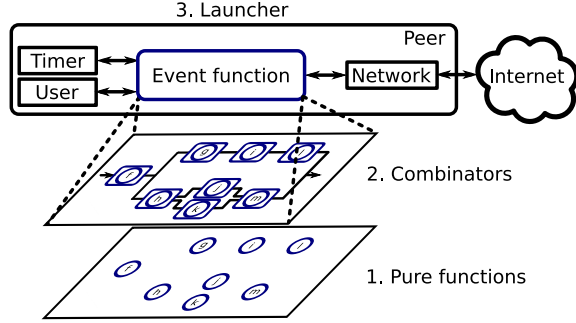 3. Launcher
Peer
Timer
User
Event function
Network
Internet
g i l
f
h j
k m
2. Combinators
g i l
f
h j
k m
1. Pure functions